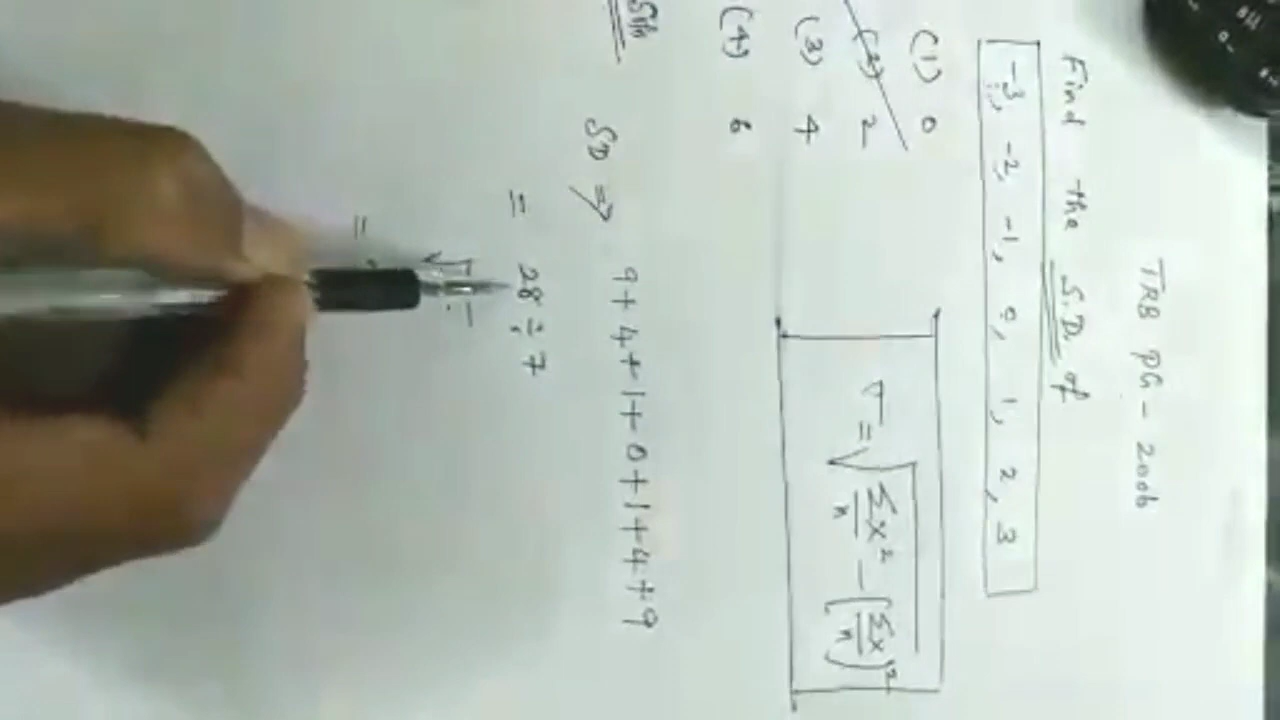 TRB PG - 2006
Find the S.D. of
-3, -2, -1, 0, 1, 2, 3
(1) 0
(2) 2
(3) 4
(4) 6
σ = √ Σx²/n - (Σx/n)²
Soln
SD ⇒ 9+4+1+0+1+4+9
= 28 ÷ 7
√
=